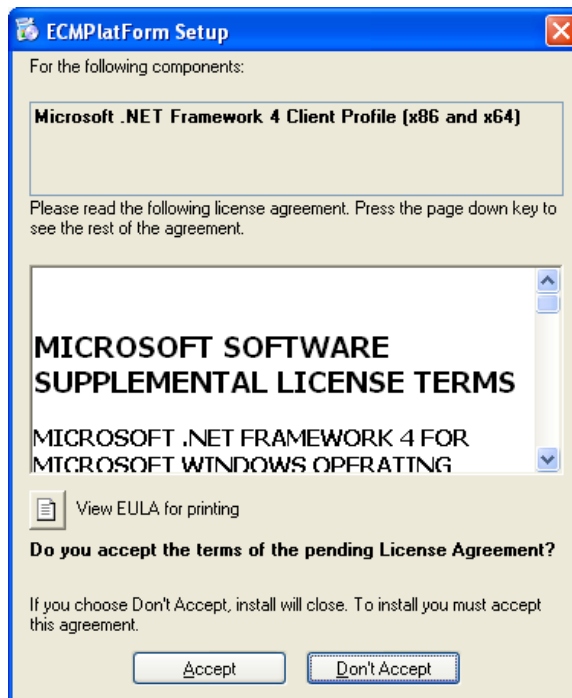 ECMPlatForm Setup
For the following components:
Microsoft .NET Framework 4 Client Profile (x86 and x64)
Please read the following license agreement. Press the page down key to
see the rest of the agreement.
MICROSOFT SOFTWARE
SUPPLEMENTAL LICENSE TERMS
MICROSOFT .NET FRAMEWORK 4 FOR
MICROSOFT WINDOWS OPERATING
View EULA for printing
Do you accept the terms of the pending License Agreement?
If you choose Don't Accept, install will close. To install you must accept
this agreement.
Accept
Don't Accept